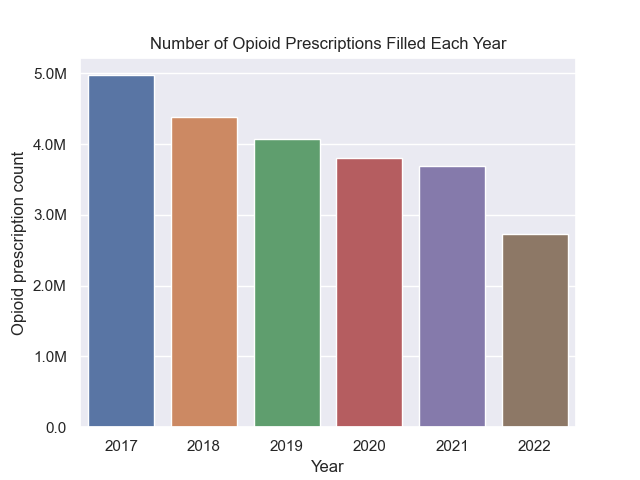 Number of Opioid Prescriptions Filled Each Year
5.0M
4.0M
3.0M
2.0M
1.0M
0.0
Opioid prescription count
2017 2018 2019 2020 2021 2022
Year